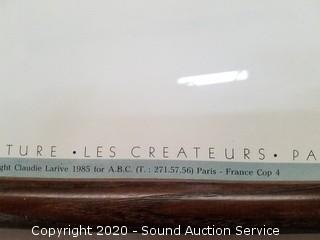 TURE • LES CREATEURS • PA
ght Claudie Larive 1985 for A.B.C. (T. : 271.57.56) Paris - France Cop 4
Copyright 2020 - Sound Auction Service